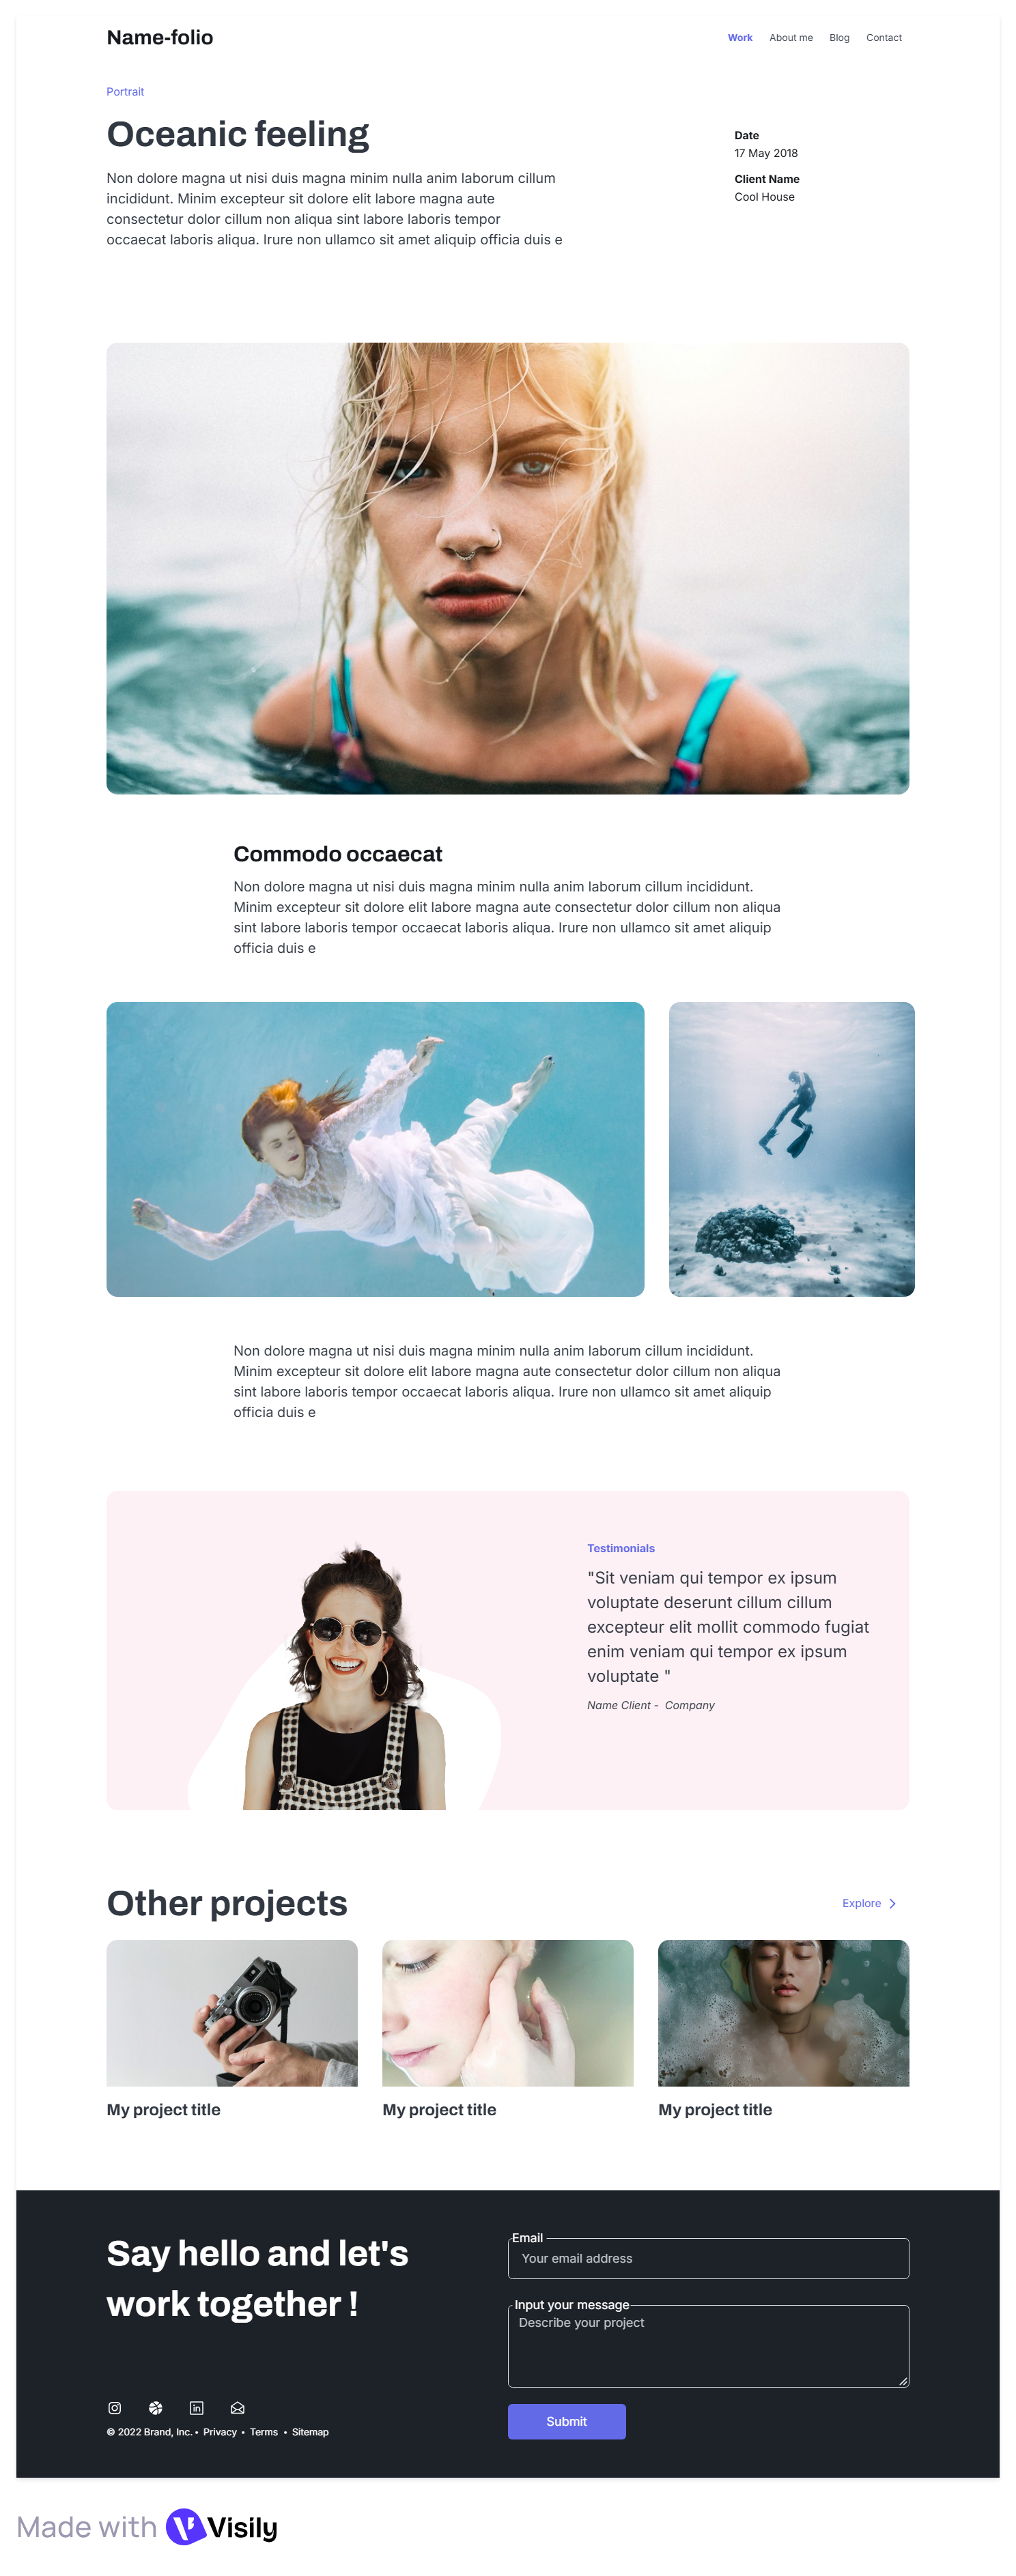 Name-folio
Work About me Blog Contact
Portrait
Oceanic feeling
Non dolore magna ut nisi duis magna minim nulla anim laborum cillum
incididunt. Minim excepteur sit dolore elit labore magna aute
consectetur dolor cillum non aliqua sint labore laboris tempor
occaecat laboris aliqua. Irure non ullamco sit amet aliquip officia duis e
Date
17 May 2018
Client Name
Cool House
Commodo occaecat
Non dolore magna ut nisi duis magna minim nulla anim laborum cillum incididunt.
Minim excepteur sit dolore elit labore magna aute consectetur dolor cillum non aliqua
sint labore laboris tempor occaecat laboris aliqua. Irure non ullamco sit amet aliquip
officia duis e
Non dolore magna ut nisi duis magna minim nulla anim laborum cillum incididunt.
Minim excepteur sit dolore elit labore magna aute consectetur dolor cillum non aliqua
sint labore laboris tempor occaecat laboris aliqua. Irure non ullamco sit amet aliquip
officia duis e
Testimonials
"Sit veniam qui tempor ex ipsum
voluptate deserunt cillum cillum
excepteur elit mollit commodo fugiat
enim veniam qui tempor ex ipsum
voluptate "
Name Client - Company
Other projects
Explore
My project title
My project title
My project title
Say hello and let's
work together !
© 2022 Brand, Inc. • Privacy • Terms • Sitemap
Email
Your email address
Input your message
Describe your project
Submit
Made with Visily